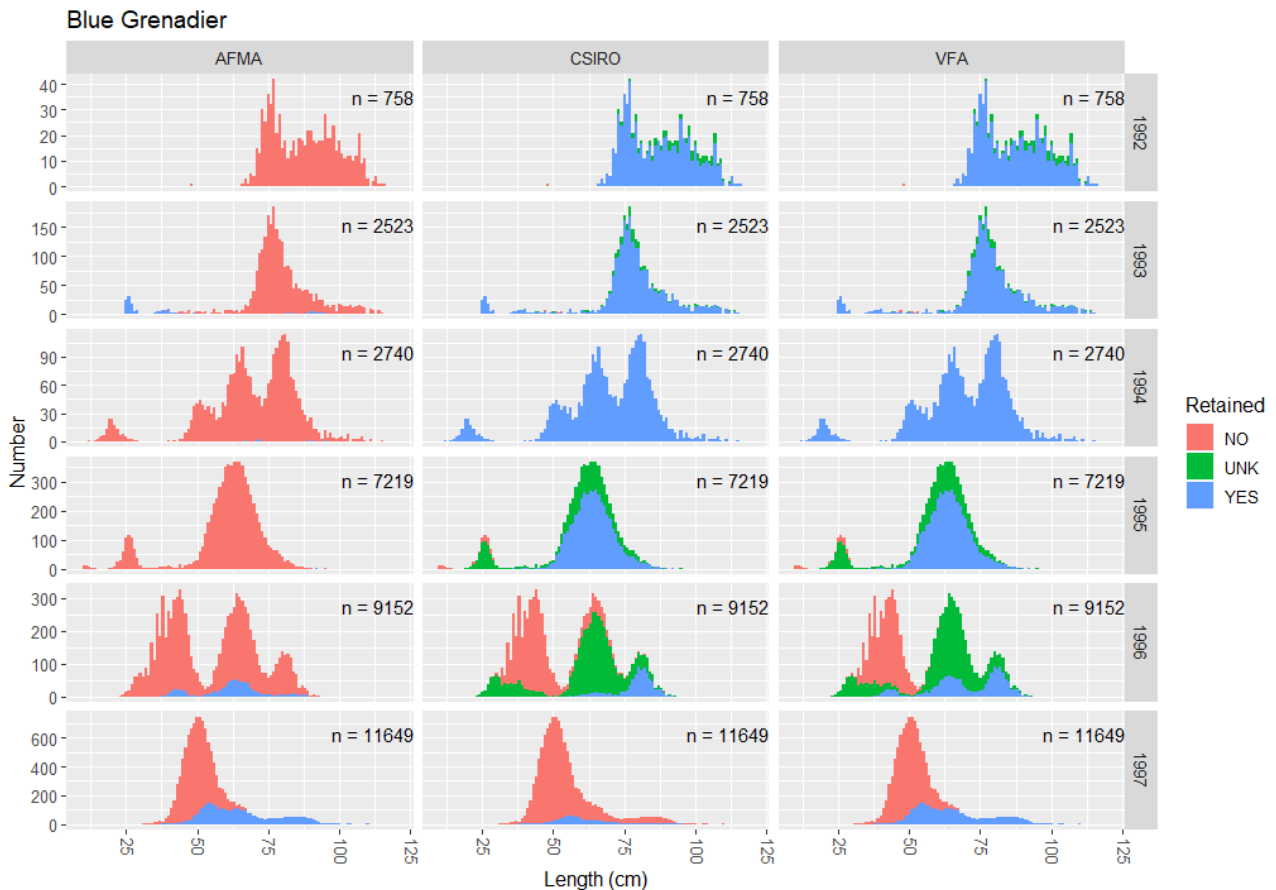 Blue Grenadier
AFMA CSIRO VFA
n = 758 n = 758 n = 758
40
30
20
10
0
1992
n = 2523 n = 2523 n = 2523
150
100
50
0
1993
n = 2740 n = 2740 n = 2740
90
60
30
0
1994
n = 7219 n = 7219 n = 7219
300
200
100
0
1995
n = 9152 n = 9152 n = 9152
300
200
100
0
1996
n = 11649 n = 11649 n = 11649
600
400
200
0
1997
25 50 75 100 125 25 50 75 100 125 25 50 75 100 125
Length (cm)
Number
Retained
NO
UNK
YES